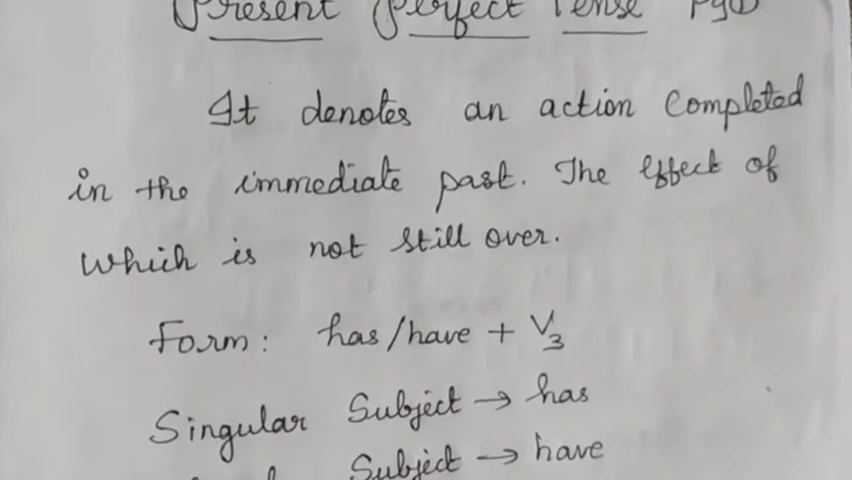 Present Perfect Tense Pg①
It denotes an action Completed
in the immediate past. The effect of
Which is not still over.
Form: has/have + V₃
Singular Subject → has
Subject → have